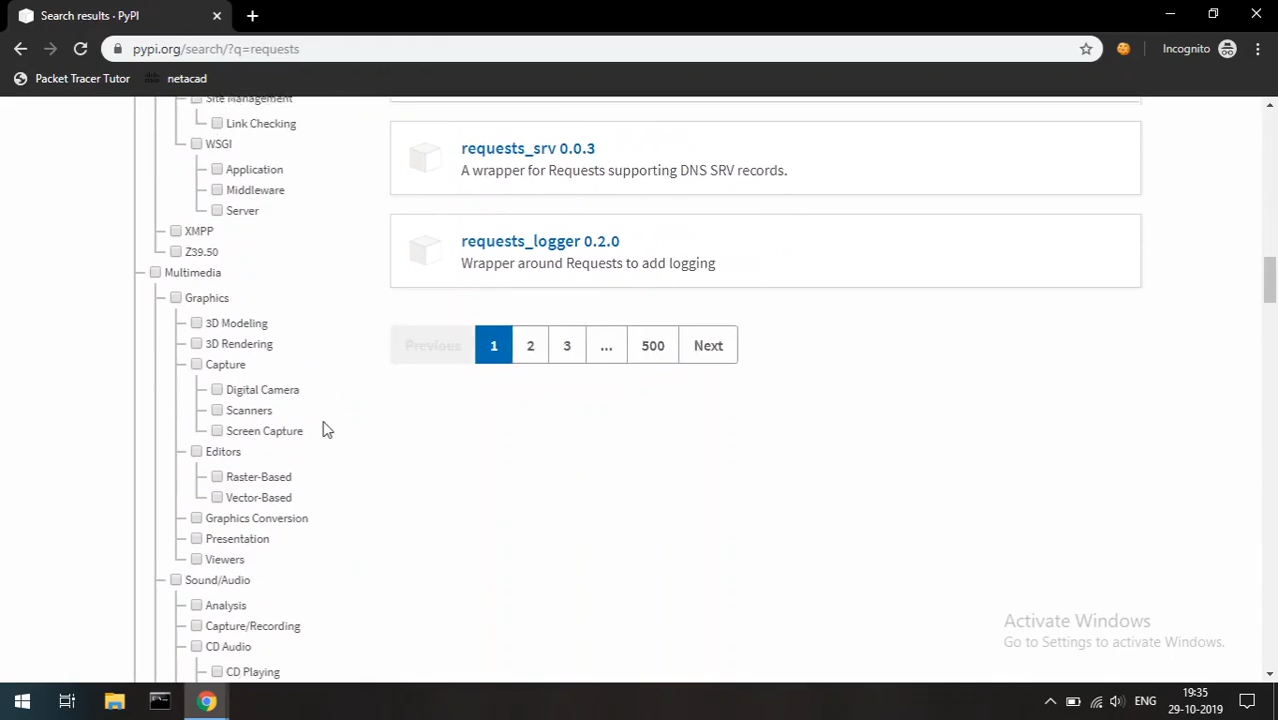 Search results · PyPI
pypi.org/search/?q=requests
Incognito
Packet Tracer Tutor
netacad
Site Management
Link Checking
WSGI
Application
Middleware
Server
XMPP
Z39.50
Multimedia
Graphics
3D Modeling
3D Rendering
Capture
Digital Camera
Scanners
Screen Capture
Editors
Raster-Based
Vector-Based
Graphics Conversion
Presentation
Viewers
Sound/Audio
Analysis
Capture/Recording
CD Audio
CD Playing
requests_srv 0.0.3
A wrapper for Requests supporting DNS SRV records.
requests_logger 0.2.0
Wrapper around Requests to add logging
Previous 1 2 3 ... 500 Next
Activate Windows
Go to Settings to activate Windows.
ENG
19:35
29-10-2019